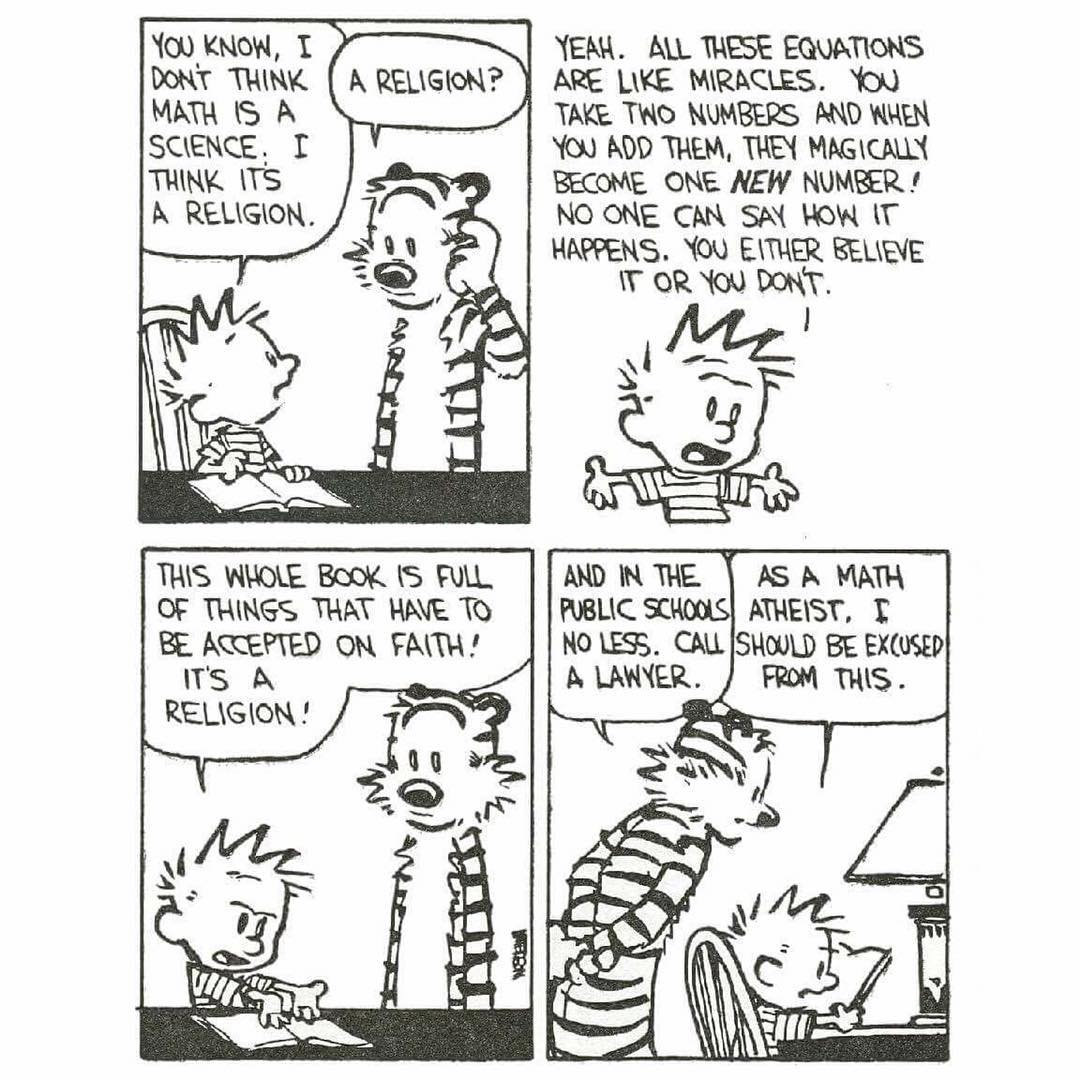 YOU KNOW, I
DON'T THINK
MATH IS A
SCIENCE. I
THINK IT'S
A RELIGION.
A RELIGION?
YEAH. ALL THESE EQUATIONS
ARE LIKE MIRACLES. YOU
TAKE TWO NUMBERS AND WHEN
YOU ADD THEM, THEY MAGICALLY
BECOME ONE NEW NUMBER!
NO ONE CAN SAY HOW IT
HAPPENS. YOU EITHER BELIEVE
IT OR YOU DON'T.
THIS WHOLE BOOK IS FULL
OF THINGS THAT HAVE TO
BE ACCEPTED ON FAITH!
IT'S A
RELIGION!
AND IN THE
PUBLIC SCHOOLS
NO LESS. CALL
A LAWYER.
AS A MATH
ATHEIST, I
SHOULD BE EXCUSED
FROM THIS.